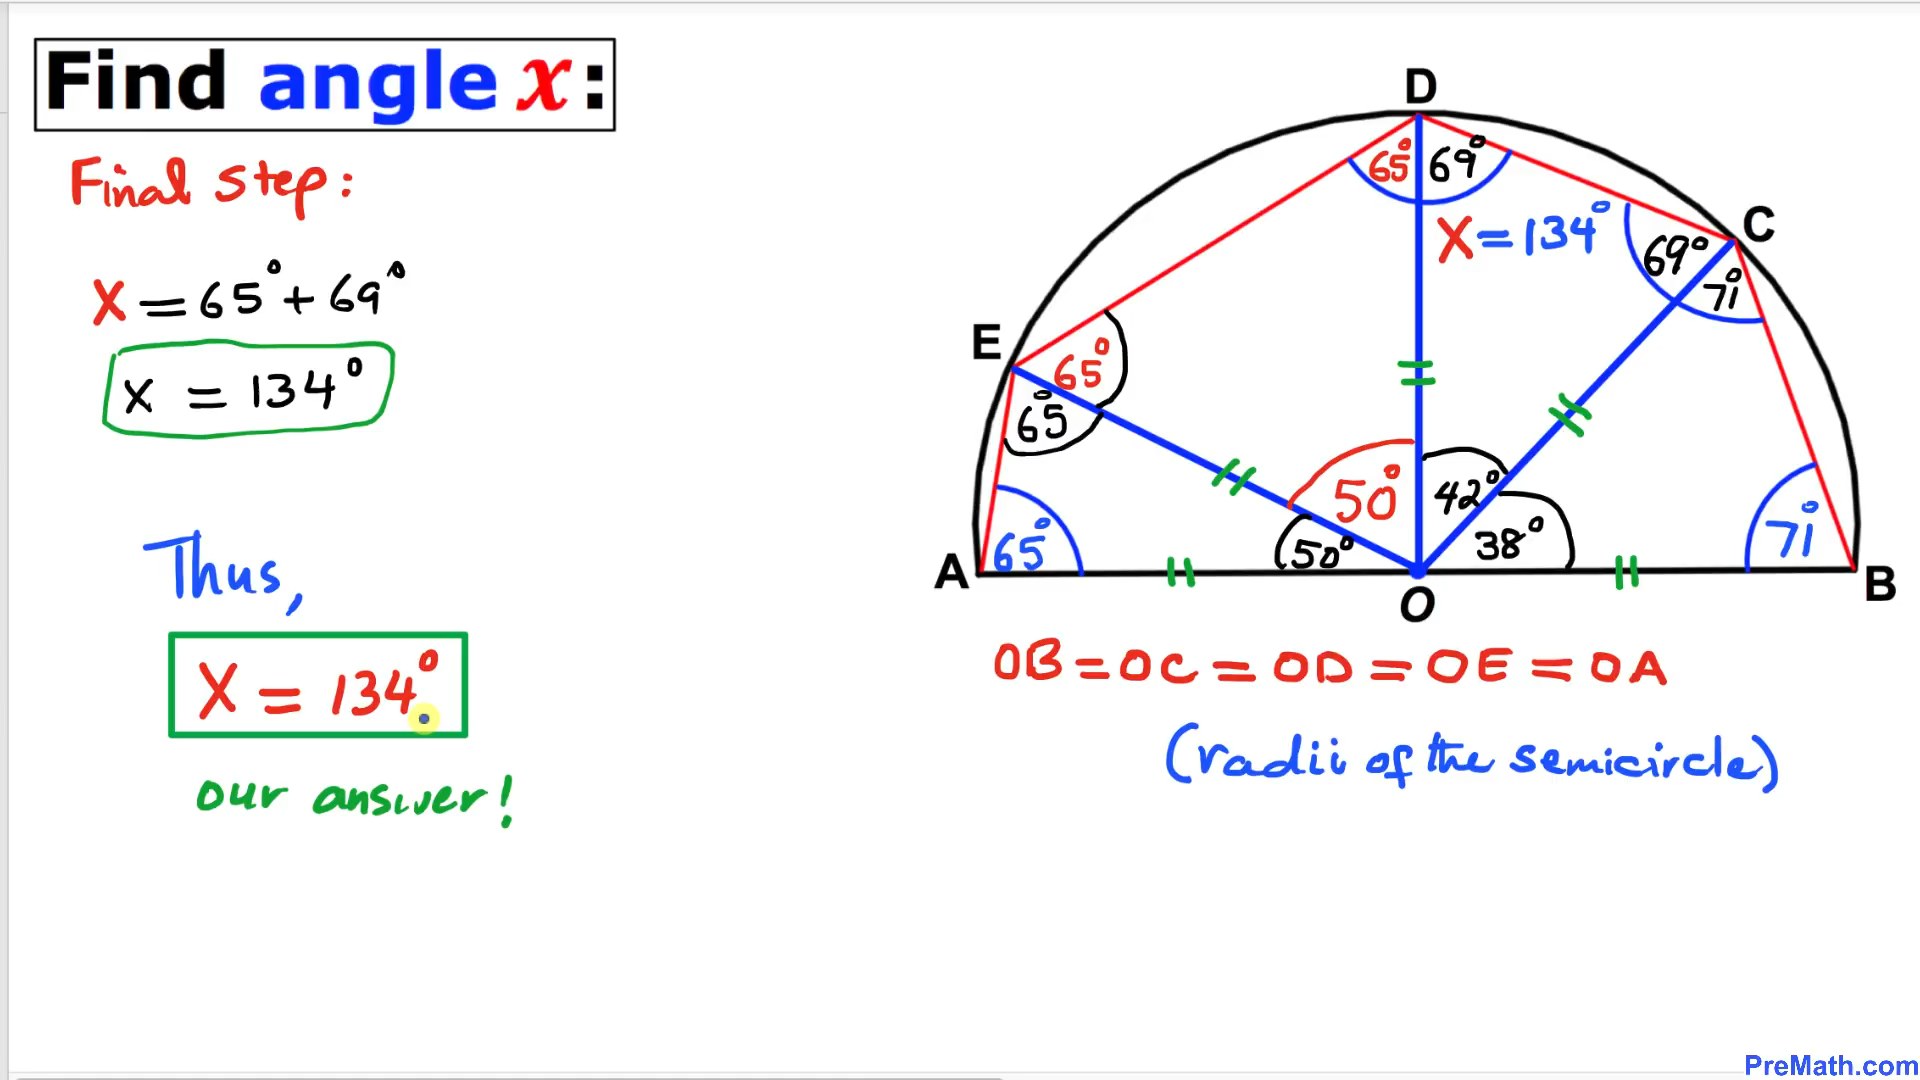 Find angle x:
Final step:
x = 65° + 69°
x = 134°
Thus,
x = 134°
our answer!
D
65° 69°
x = 134°
C
69°
71°
E
65°
65°
50°
42°
A
65°
50°
38°
71°
B
O
OB = OC = OD = OE = OA
(radii of the semicircle)
PreMath.com